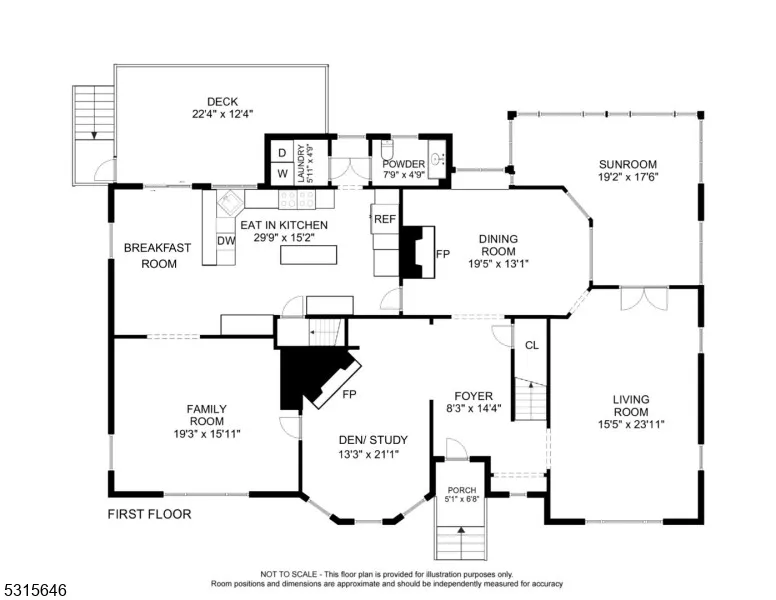 DECK
22'4" x 12'4"
D
W
LAUNDRY
5'11" x 4'9"
POWDER
7'9" x 4'9"
SUNROOM
19'2" x 17'6"
EAT IN KITCHEN
29'9" x 15'2"
REF
DW
BREAKFAST
ROOM
FP
DINING
ROOM
19'5" x 13'1"
CL
FP
FAMILY
ROOM
19'3" x 15'11"
FOYER
8'3" x 14'4"
LIVING
ROOM
15'5" x 23'11"
DEN/ STUDY
13'3" x 21'1"
PORCH
5'1" x 6'8"
FIRST FLOOR
NOT TO SCALE - This floor plan is provided for illustration purposes only.
Room positions and dimensions are approximate and should be independently measured for accuracy
5315646